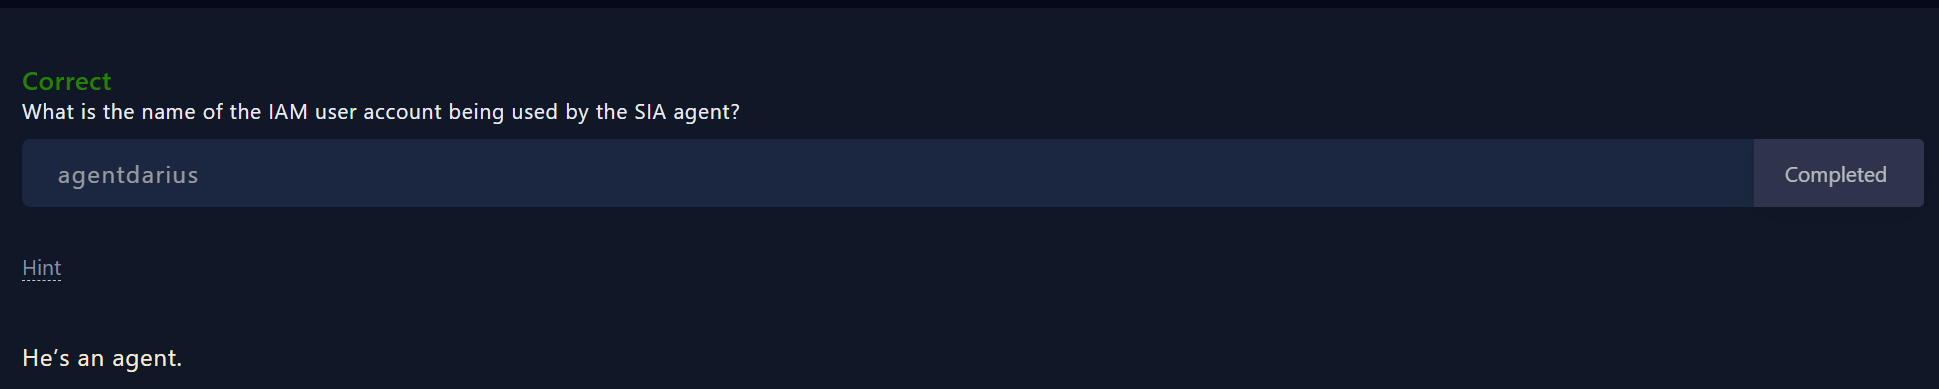 Correct
What is the name of the IAM user account being used by the SIA agent?
agentdarius
Completed
Hint
He’s an agent.